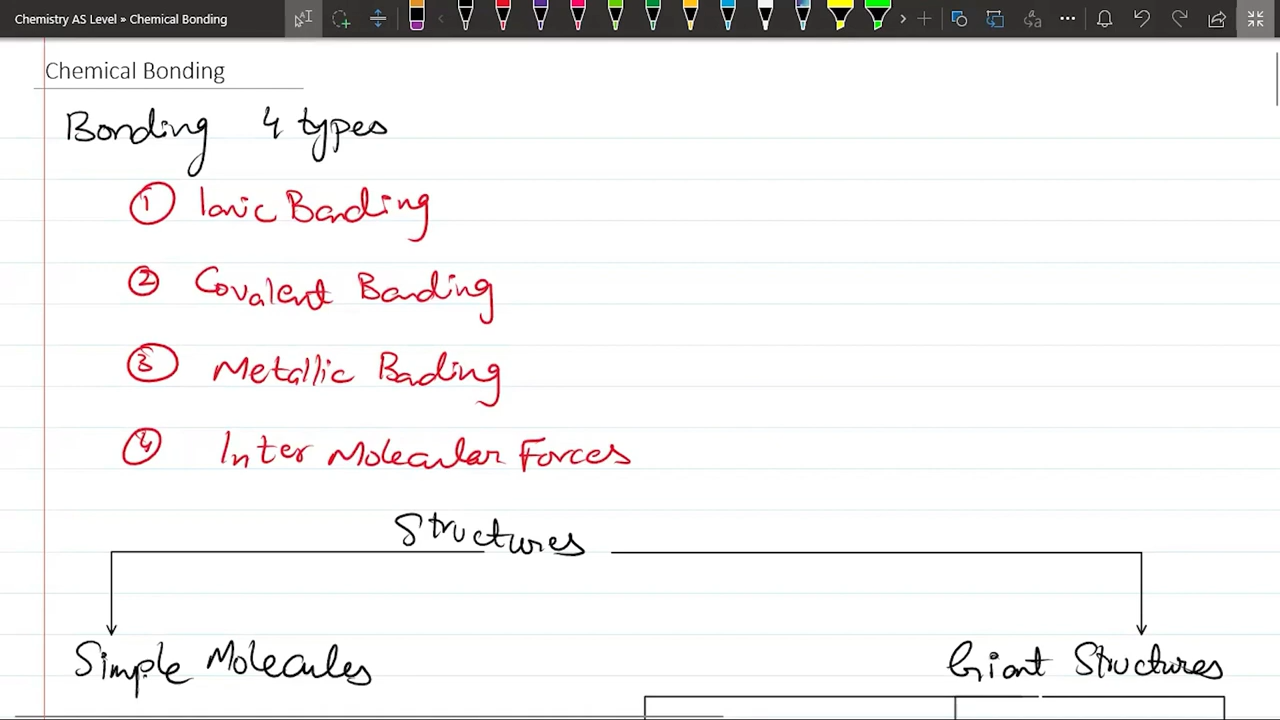 Chemistry AS Level » Chemical Bonding
Chemical Bonding
Bonding 4 types
① Ionic Bonding
② Covalent Bonding
③ Metallic Bonding
④ Inter Molecular Forces
Structures
Simple Molecules
Giant Structures